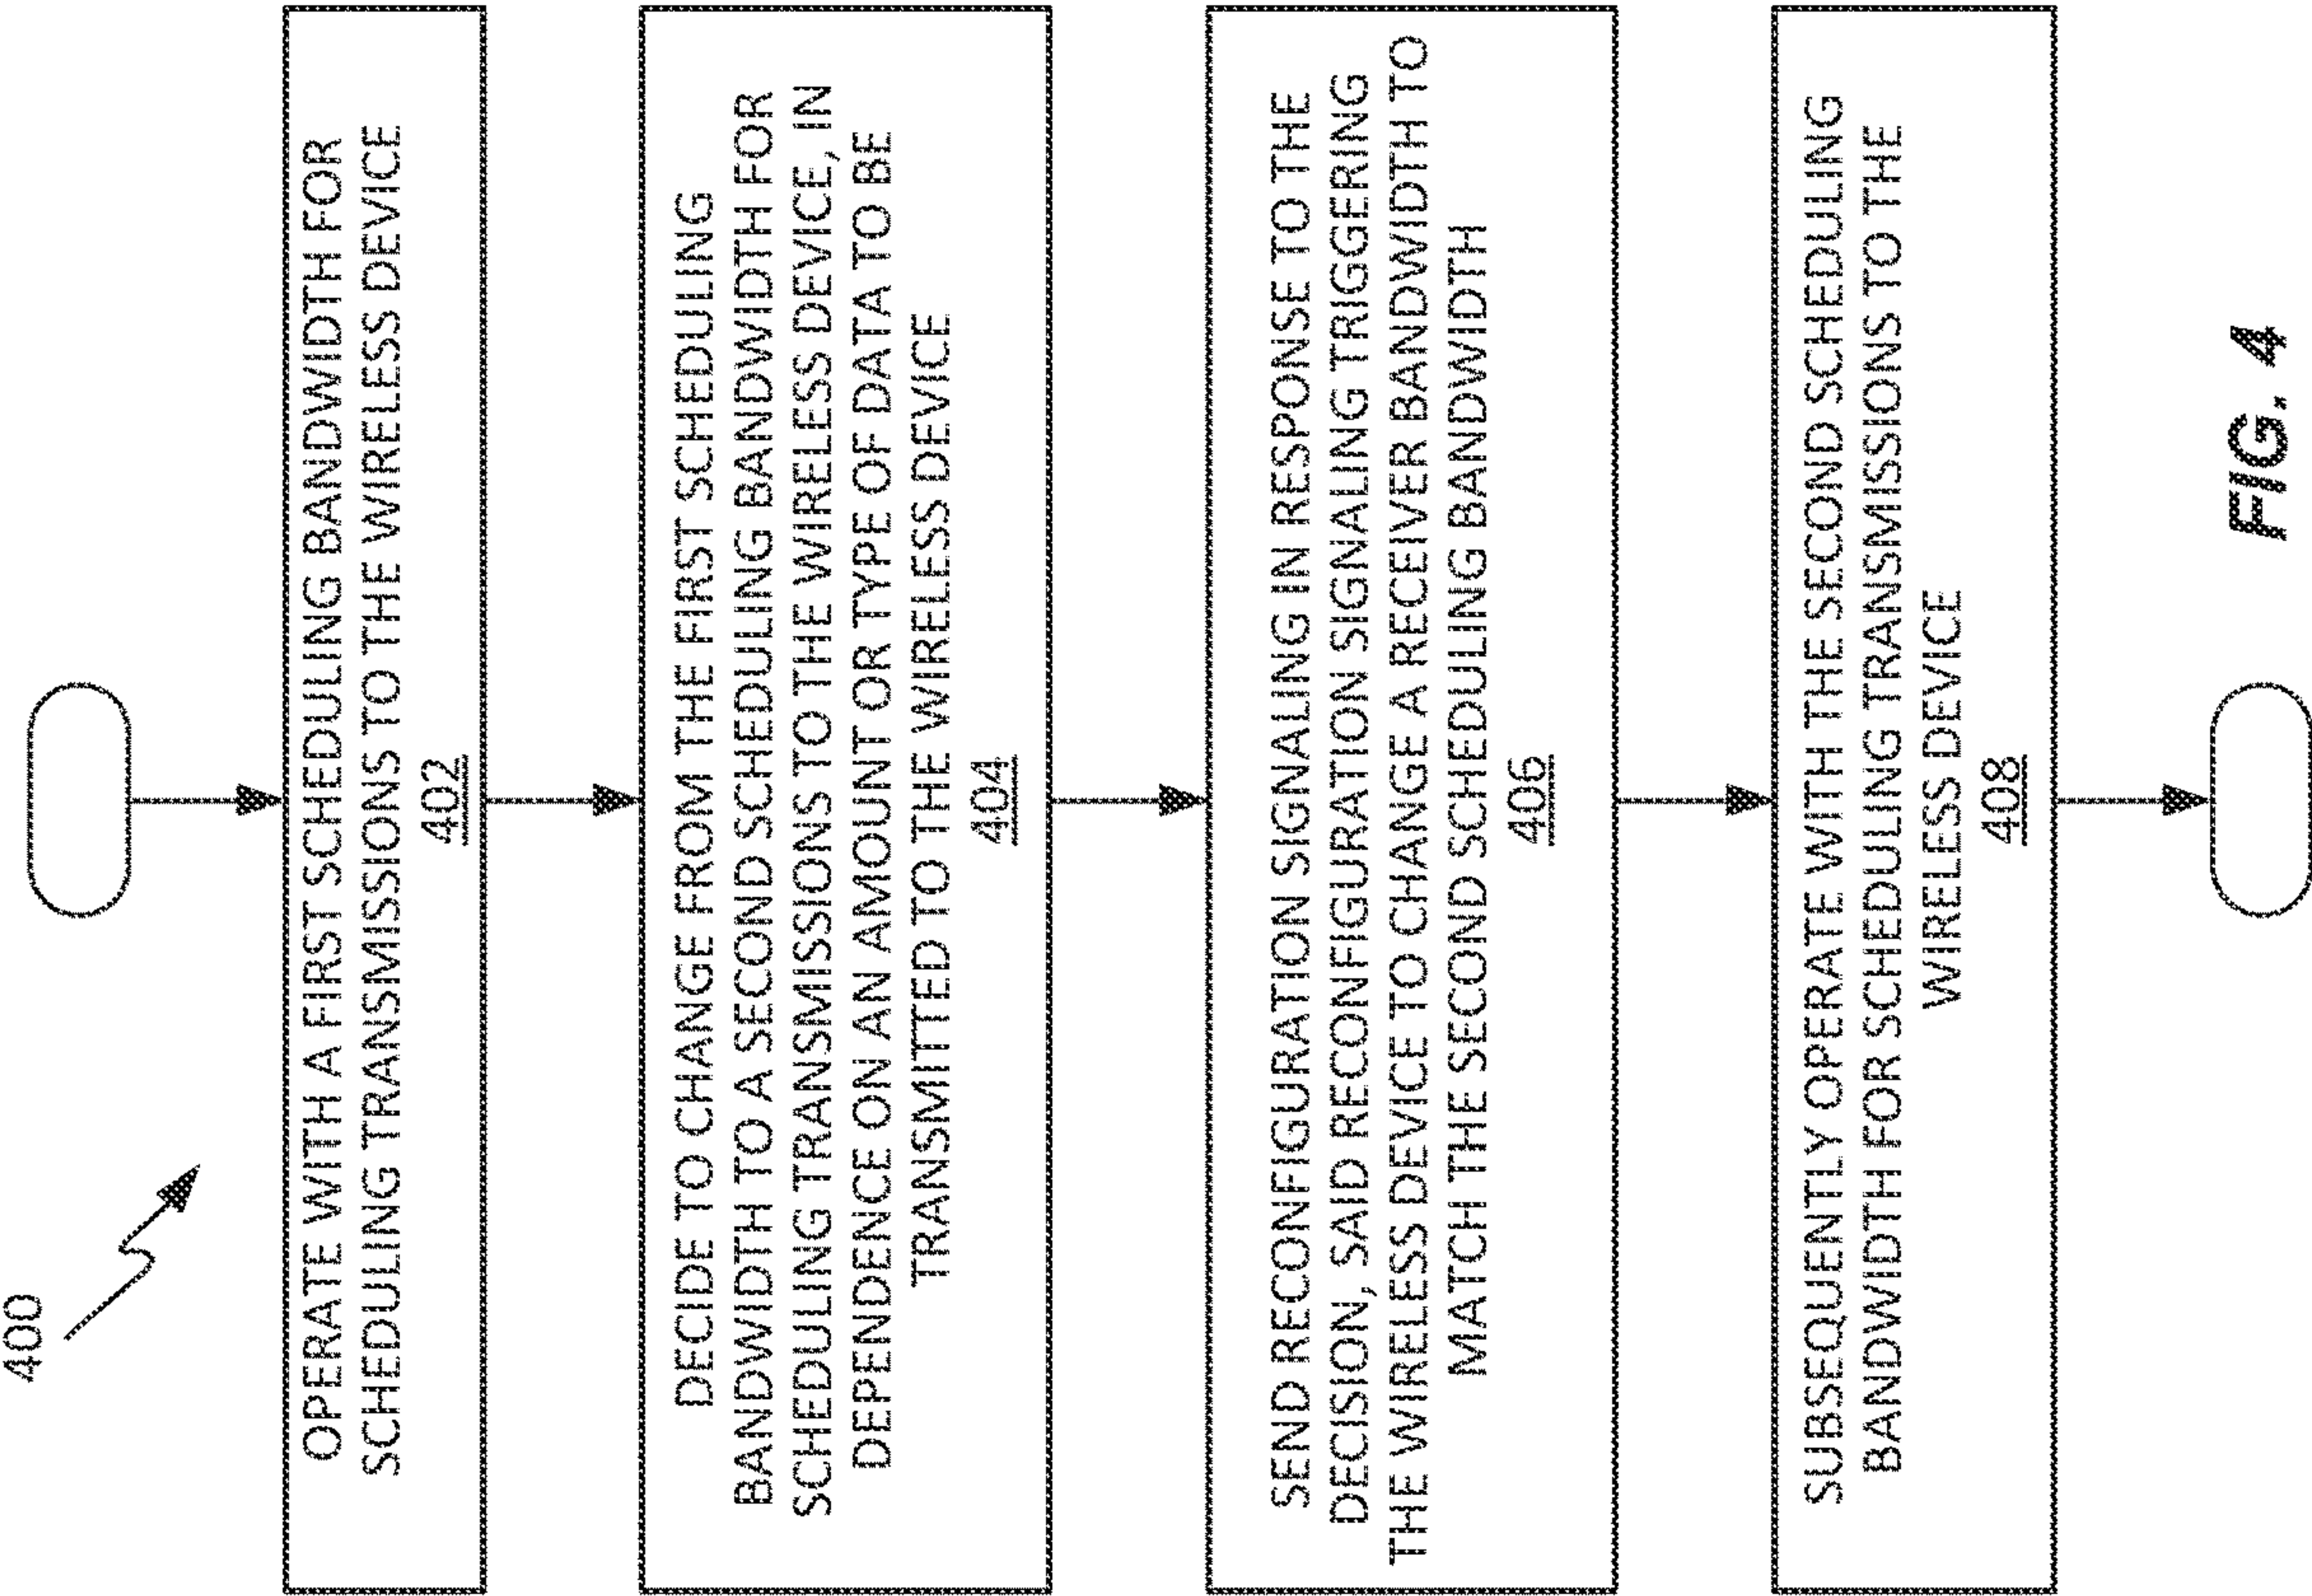 400
OPERATE WITH A FIRST SCHEDULING BANDWIDTH FOR
SCHEDULING TRANSMISSIONS TO THE WIRELESS DEVICE
402
DECIDE TO CHANGE FROM THE FIRST SCHEDULING
BANDWIDTH TO A SECOND SCHEDULING BANDWIDTH FOR
SCHEDULING TRANSMISSIONS TO THE WIRELESS DEVICE, IN
DEPENDENCE ON AN AMOUNT OR TYPE OF DATA TO BE
TRANSMITTED TO THE WIRELESS DEVICE
404
SEND RECONFIGURATION SIGNALING IN RESPONSE TO THE
DECISION, SAID RECONFIGURATION SIGNALING TRIGGERING
THE WIRELESS DEVICE TO CHANGE A RECEIVER BANDWIDTH TO
MATCH THE SECOND SCHEDULING BANDWIDTH
406
SUBSEQUENTLY OPERATE WITH THE SECOND SCHEDULING
BANDWIDTH FOR SCHEDULING TRANSMISSIONS TO THE
WIRELESS DEVICE
408
FIG. 4